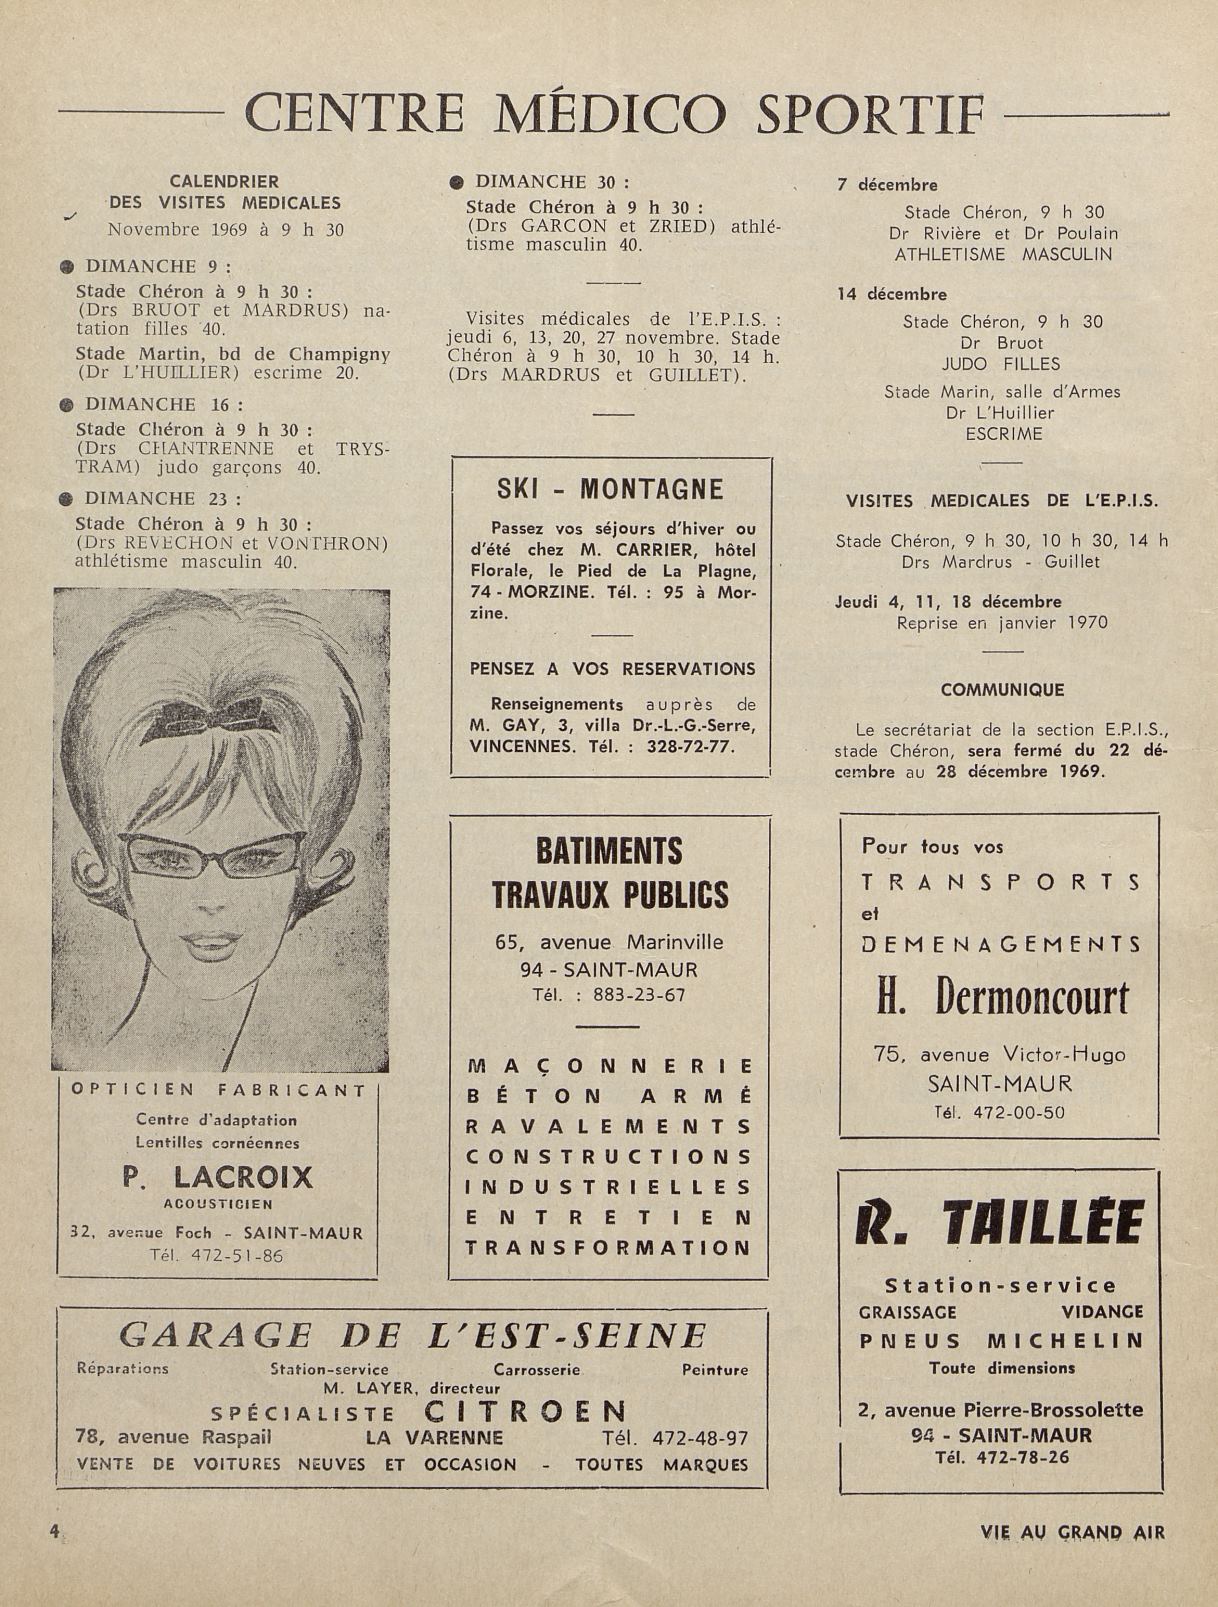 CENTRE MÉDICO SPORTIF
CALENDRIER
DES VISITES MEDICALES
Novembre 1969 à 9 h 30
● DIMANCHE 9 :
Stade Chéron à 9 h 30 :
(Drs BRUOT et MARDRUS) na-
tation filles 40.
Stade Martin, bd de Champigny
(Dr L'HUILLIER) escrime 20.
● DIMANCHE 16 :
Stade Chéron à 9 h 30 :
(Drs CHANTRENNE et TRYS-
TRAM) judo garçons 40.
● DIMANCHE 23 :
Stade Chéron à 9 h 30 :
(Drs REVECHON et VONTHRON)
athlétisme masculin 40.
OPTICIEN FABRICANT
Centre d'adaptation
Lentilles cornéennes
P. LACROIX
ACOUSTICIEN
32, avenue Foch - SAINT-MAUR
Tél. 472-51-86
● DIMANCHE 30 :
Stade Chéron à 9 h 30 :
(Drs GARCON et ZRIED) athlé-
tisme masculin 40.
Visites médicales de l'E.P.I.S. :
jeudi 6, 13, 20, 27 novembre. Stade
Chéron à 9 h 30, 10 h 30, 14 h.
(Drs MARDRUS et GUILLET).
SKI - MONTAGNE
Passez vos séjours d'hiver ou
d'été chez M. CARRIER, hôtel
Florale, le Pied de La Plagne,
74 - MORZINE. Tél. : 95 à Mor-
zine.
PENSEZ A VOS RESERVATIONS
Renseignements auprès de
M. GAY, 3, villa Dr.-L.-G.-Serre,
VINCENNES. Tél. : 328-72-77.
BATIMENTS
TRAVAUX PUBLICS
65, avenue Marinville
94 - SAINT-MAUR
Tél. : 883-23-67
MAÇONNERIE
BÉTON ARMÉ
RAVALEMENTS
CONSTRUCTIONS
INDUSTRIELLES
ENTRETIEN
TRANSFORMATION
7 décembre
Stade Chéron, 9 h 30
Dr Rivière et Dr Poulain
ATHLETISME MASCULIN
14 décembre
Stade Chéron, 9 h 30
Dr Bruot
JUDO FILLES
Stade Marin, salle d'Armes
Dr L'Huillier
ESCRIME
VISITES MEDICALES DE L'E.P.I.S.
Stade Chéron, 9 h 30, 10 h 30, 14 h
Drs Mardrus - Guillet
Jeudi 4, 11, 18 décembre
Reprise en janvier 1970
COMMUNIQUE
Le secrétariat de la section E.P.I.S.,
stade Chéron, sera fermé du 22 dé-
cembre au 28 décembre 1969.
Pour tous vos
TRANSPORTS
et
DEMENAGEMENTS
H. Dermoncourt
75, avenue Victor-Hugo
SAINT-MAUR
Tél. 472-00-50
R. TAILLÉE
Station-service
GRAISSAGE VIDANGE
PNEUS MICHELIN
Toute dimensions
2, avenue Pierre-Brossolette
94 - SAINT-MAUR
Tél. 472-78-26
GARAGE DE L'EST-SEINE
Réparations Station-service Carrosserie Peinture
M. LAYER, directeur
SPÉCIALISTE CITROEN
78, avenue Raspail LA VARENNE Tél. 472-48-97
VENTE DE VOITURES NEUVES ET OCCASION - TOUTES MARQUES
4
VIE AU GRAND AIR